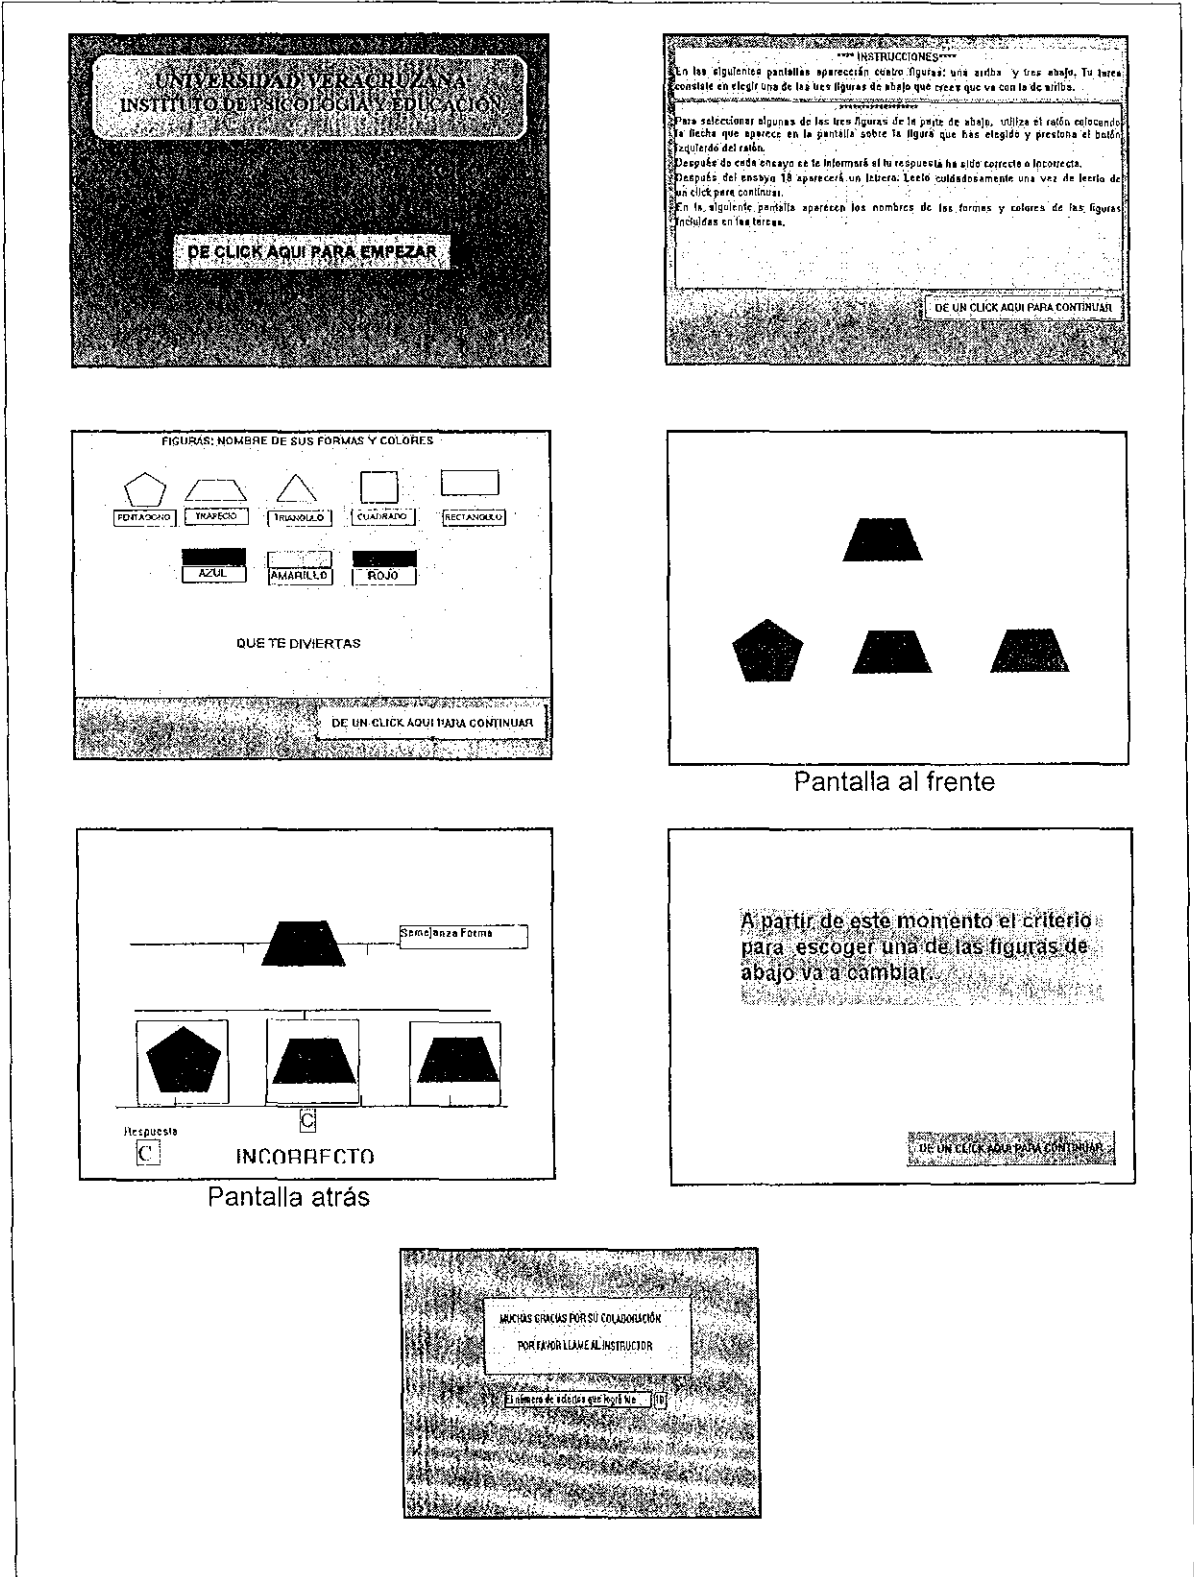 UNIVERSIDAD VERACRUZANA
INSTITUTO DE PSICOLOGIA Y EDUCACIÓN
DE CLICK AQUI PARA EMPEZAR
**** INSTRUCCIONES****
En las siguientes pantallas aparecerán cuatro figuras: una arriba y tres abajo. Tu tarea
consiste en elegir una de las tres figuras de abajo que crees que va con la de arriba.
***************
Para seleccionar algunas de las tres figuras de la parte de abajo, utiliza el ratón colocando
la flecha que aparece en la pantalla sobre la figura que has elegido y presiona el botón
izquierdo del ratón.
Después de cada ensayo se te informará si tu respuesta ha sido correcta o incorrecta.
Después del ensayo 18 aparecerá un letrero. Leelo cuidadosamente una vez de leerlo de
un click para continuar.
En la siguiente pantalla aparecen los nombres de las formas y colores de las figuras
incluidas en las tareas.
DE UN CLICK AQUI PARA CONTINUAR
FIGURAS: NOMBRE DE SUS FORMAS Y COLORES
PENTAGONO TRAPECIO TRIANGULO CUADRADO RECTANGULO
AZUL AMARILLO ROJO
QUE TE DIVIERTAS
DE UN CLICK AQUI PARA CONTINUAR
Pantalla al frente
Semejanza Forma
C
Respuesta
C
INCORRECTO
Pantalla atrás
A partir de este momento el criterio
para escoger una de las figuras de
abajo va a cambiar.
DE UN CLICK AQUI PARA CONTINUAR
MUCHAS GRACIAS POR SU COLABORACIÓN
POR FAVOR LLAME AL INSTRUCTOR
El número de aciertos que logró fue